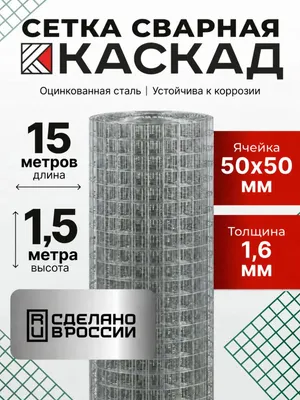 СЕТКА СВАРНАЯ
КАСКАД
Оцинкованная сталь | Устойчива к коррозии
15
метров
длина
Ячейка
50x50
мм
1,5
метра
высота
Толщина
1,6
мм
СДЕЛАНО
В РОССИИ